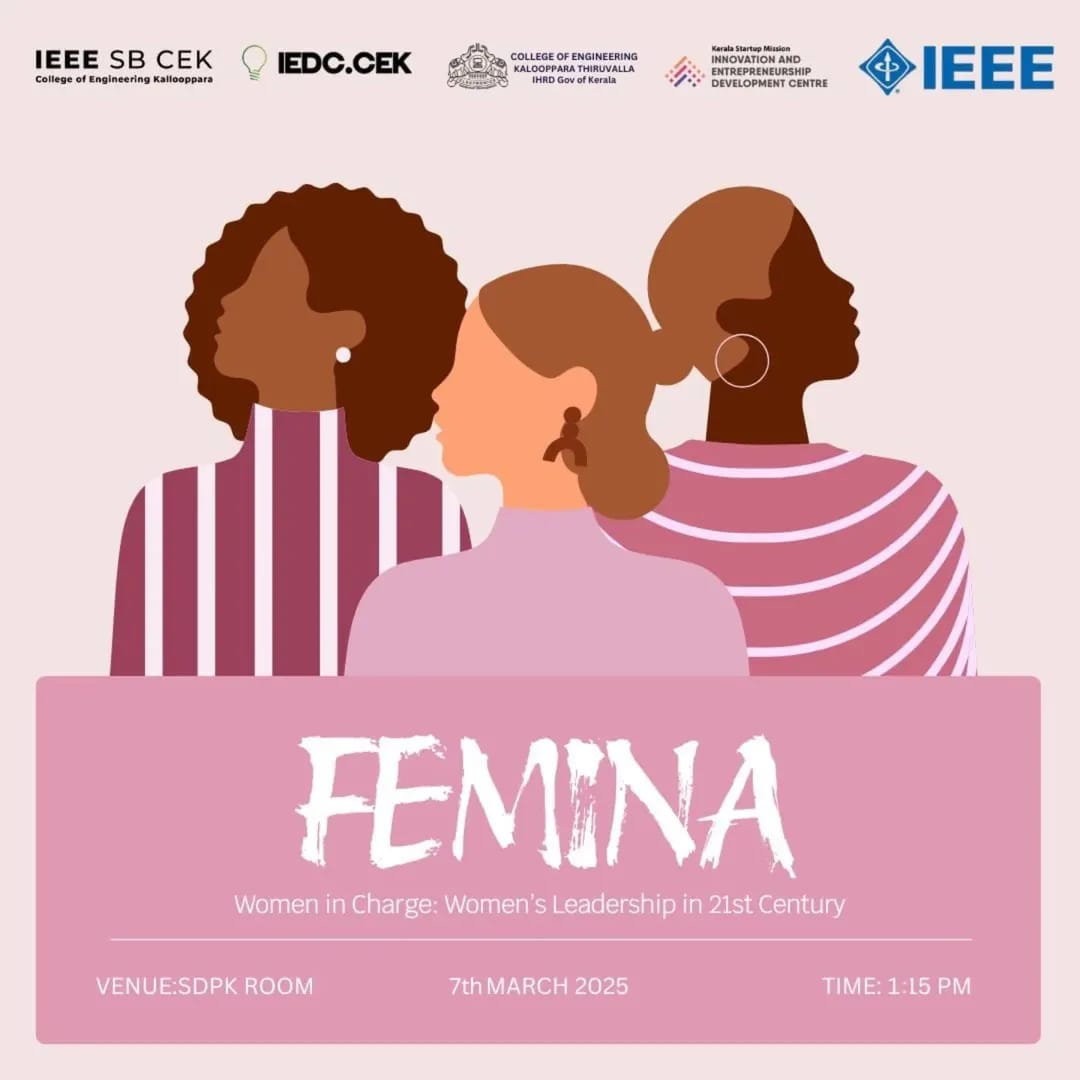 IEEE SB CEK
College of Engineering Kallooppara
IEDC.CEK
COLLEGE OF ENGINEERING
KALOOPPARA THIRUVALLA
IHRD Gov of Kerala
Kerala Startup Mission
INNOVATION AND
ENTREPRENEURSHIP
DEVELOPMENT CENTRE
IEEE
FEMINA
Women in Charge: Women's Leadership in 21st Century
VENUE:SDPK ROOM
7th MARCH 2025
TIME: 1:15 PM